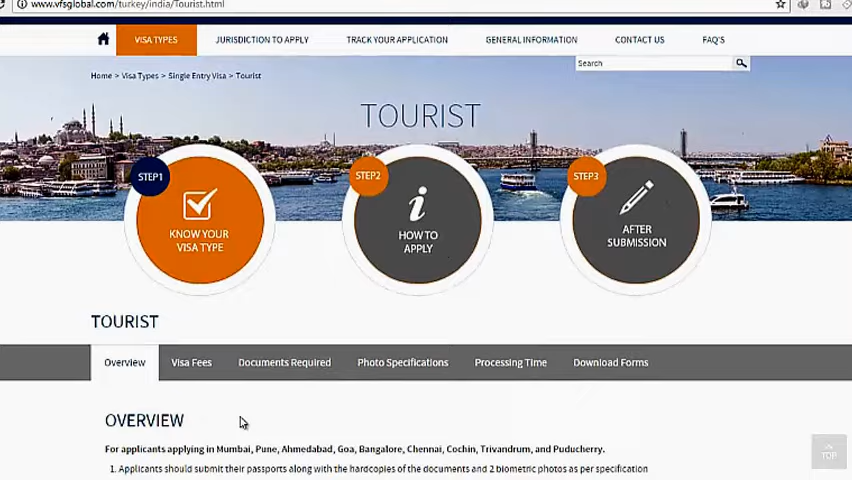 www.vfsglobal.com/turkey/india/Tourist.html
VISA TYPES JURISDICTION TO APPLY TRACK YOUR APPLICATION GENERAL INFORMATION CONTACT US FAQ'S
Search
Home > Visa Types > Single Entry Visa > Tourist
TOURIST
STEP1
KNOW YOUR
VISA TYPE
STEP2
HOW TO
APPLY
STEP3
AFTER
SUBMISSION
TOURIST
Overview Visa Fees Documents Required Photo Specifications Processing Time Download Forms
OVERVIEW
For applicants applying in Mumbai, Pune, Ahmedabad, Goa, Bangalore, Chennai, Cochin, Trivandrum, and Puducherry.
1. Applicants should submit their passports along with the hardcopies of the documents and 2 biometric photos as per specification
TOP